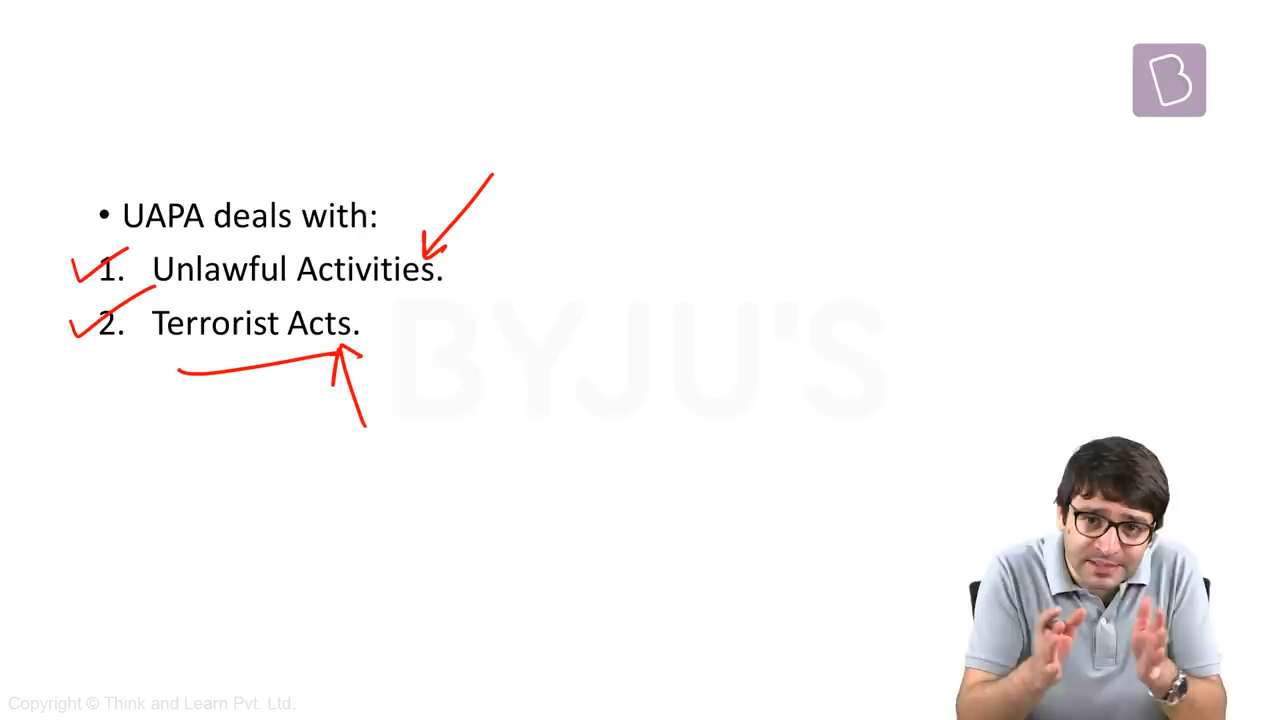 • UAPA deals with:
1. Unlawful Activities.
2. Terrorist Acts.
BYJU'S
Copyright © Think and Learn Pvt. Ltd.